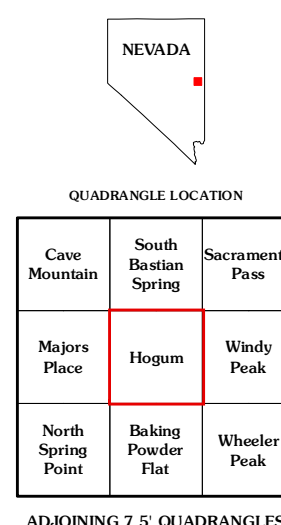 NEVADA
QUADRANGLE LOCATION
Cave
Mountain
South
Bastian
Spring
Sacrament
Pass
Majors
Place
Hogum
Windy
Peak
North
Spring
Point
Baking
Powder
Flat
Wheeler
Peak
ADJOINING 7.5' QUADRANGLES